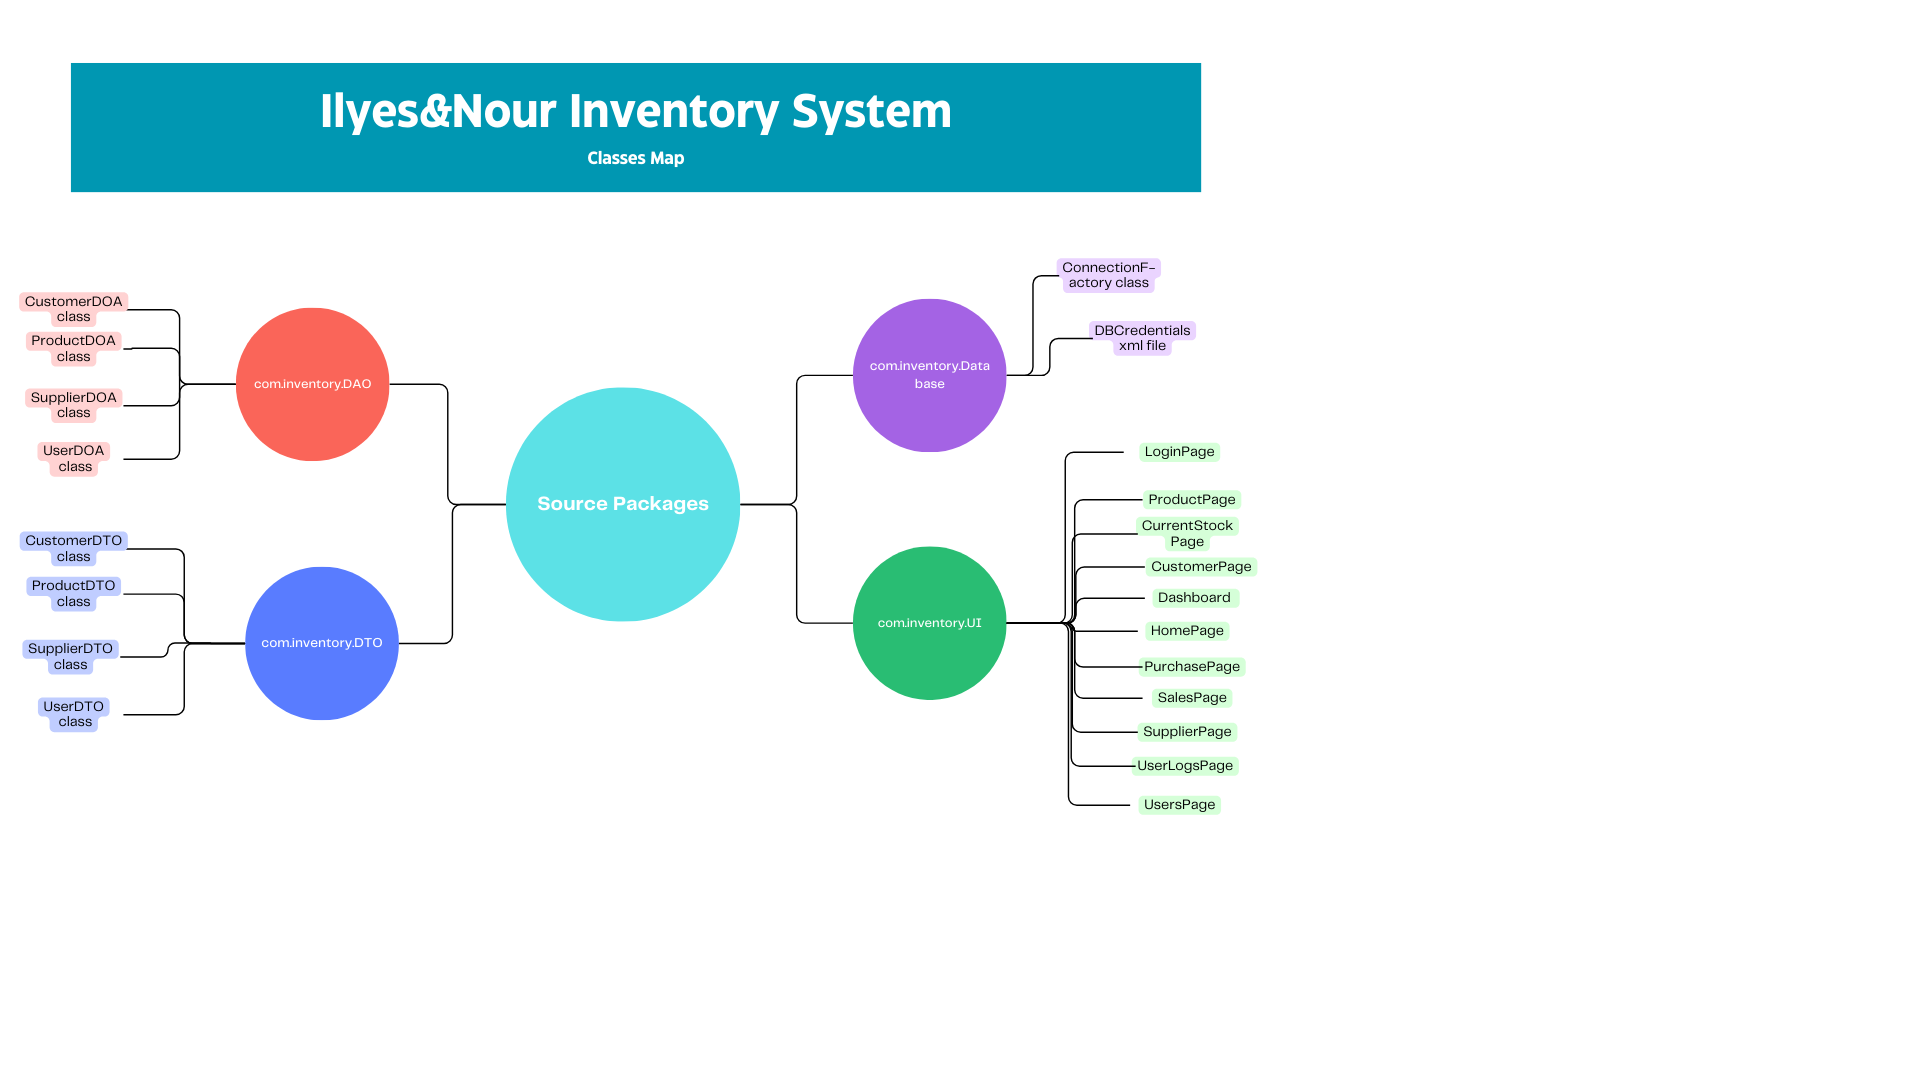 Ilyes&Nour Inventory System
Classes Map
CustomerDOA
class
ProductDOA
class
SupplierDOA
class
UserDOA
class
com.inventory.DAO
CustomerDTO
class
ProductDTO
class
SupplierDTO
class
UserDTO
class
com.inventory.DTO
Source Packages
com.inventory.Data
base
ConnectionF-
actory class
DBCredentials
xml file
com.inventory.UI
LoginPage
ProductPage
CurrentStock
Page
CustomerPage
Dashboard
HomePage
PurchasePage
SalesPage
SupplierPage
UserLogsPage
UsersPage